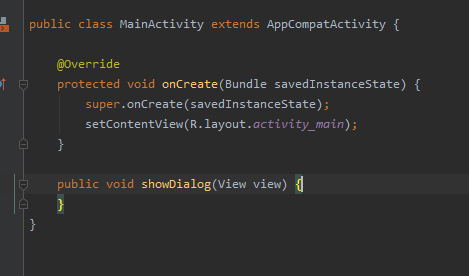 public class MainActivity extends AppCompatActivity {
@Override
protected void onCreate(Bundle savedInstanceState) {
super.onCreate(savedInstanceState);
setContentView(R.layout.activity_main);
}
public void showDialog(View view) {
}
}